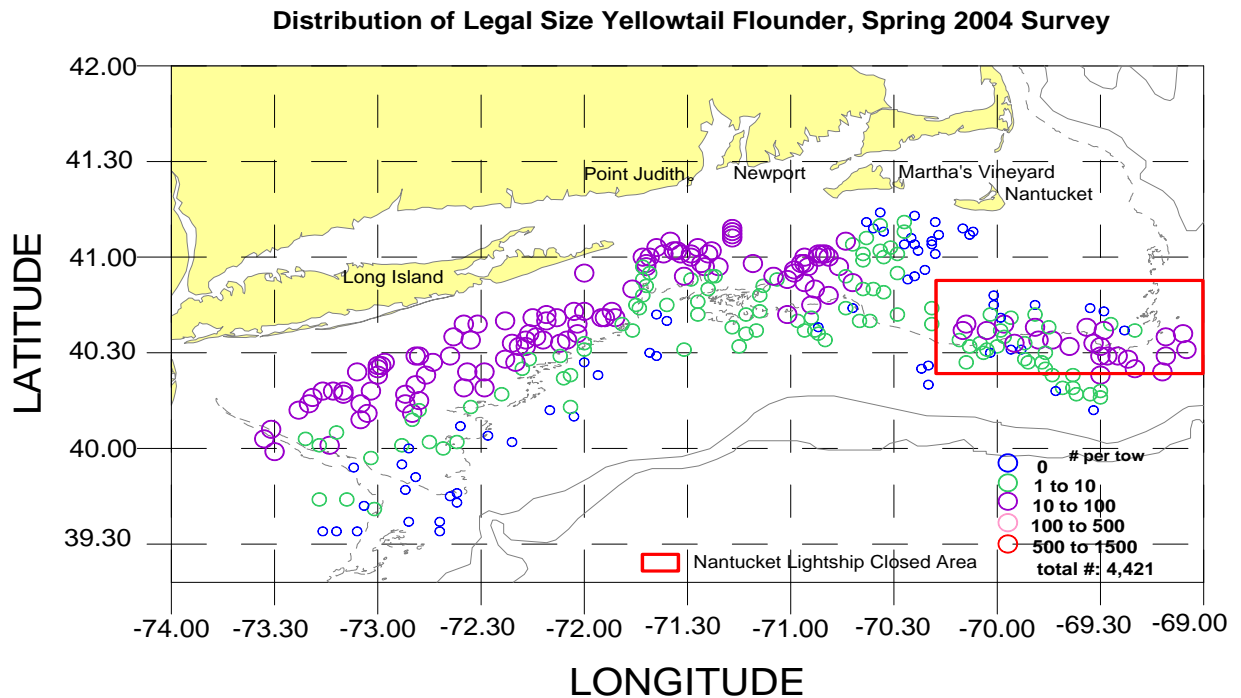 Distribution of Legal Size Yellowtail Flounder, Spring 2004 Survey
42.00
41.30
41.00
40.30
40.00
39.30
LATITUDE
Point Judith
Newport
Martha's Vineyard
Nantucket
Long Island
# per tow
0
1 to 10
10 to 100
100 to 500
500 to 1500
total #: 4,421
Nantucket Lightship Closed Area
-74.00
-73.30
-73.00
-72.30
-72.00
-71.30
-71.00
-70.30
-70.00
-69.30
-69.00
LONGITUDE